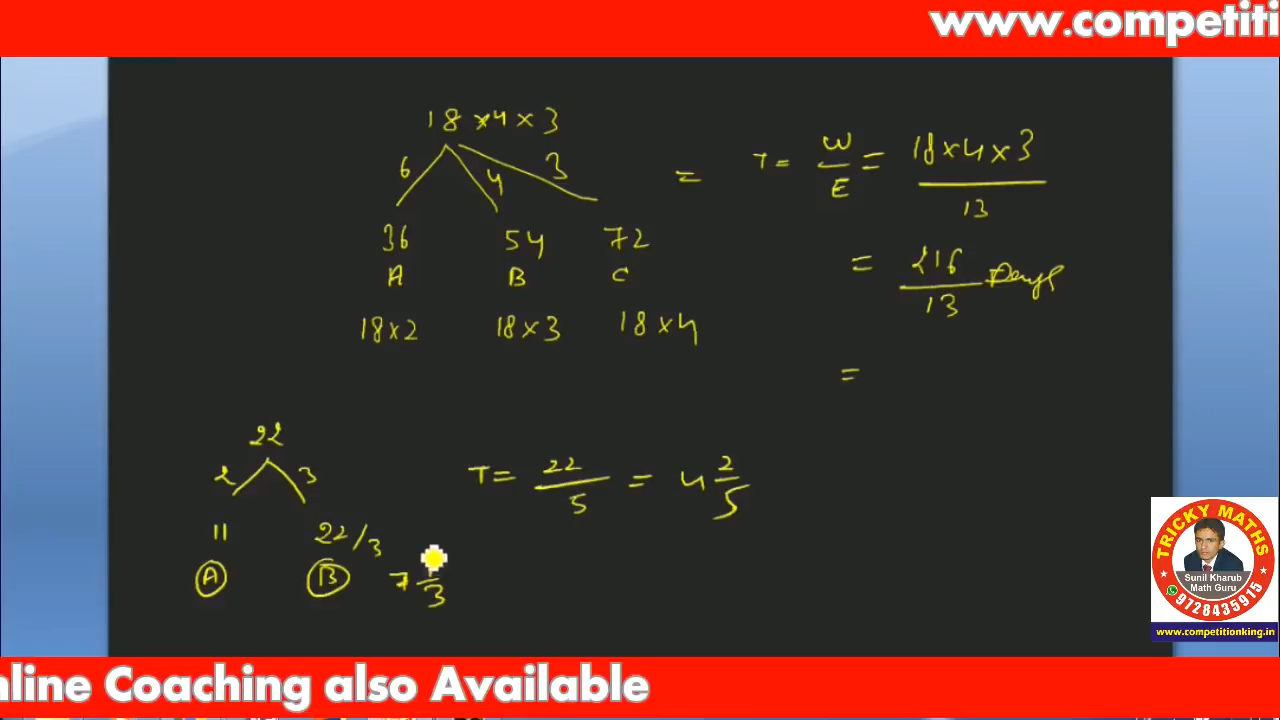 www.competiti
18 x 4 x 3
6 4 3
36 54 72
A B C
18 x 2 18 x 3 18 x 4
= T = W/E = 18 x 4 x 3/13
= 216/13 Days
=
22
2 3
11 22/3
A B 7 /3
T = 22/5 = 4 2/5
TRICKY MATHS
Sunil Kharub
Math Guru
9728435915
www.competitionking.in
nline Coaching also Available